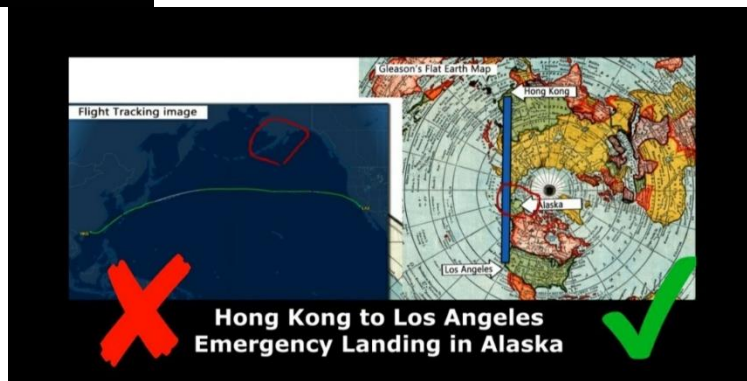 Gleason's Flat Earth Map
Hong Kong
Flight Tracking image
Alaska
Los Angeles
Hong Kong to Los Angeles
Emergency Landing in Alaska